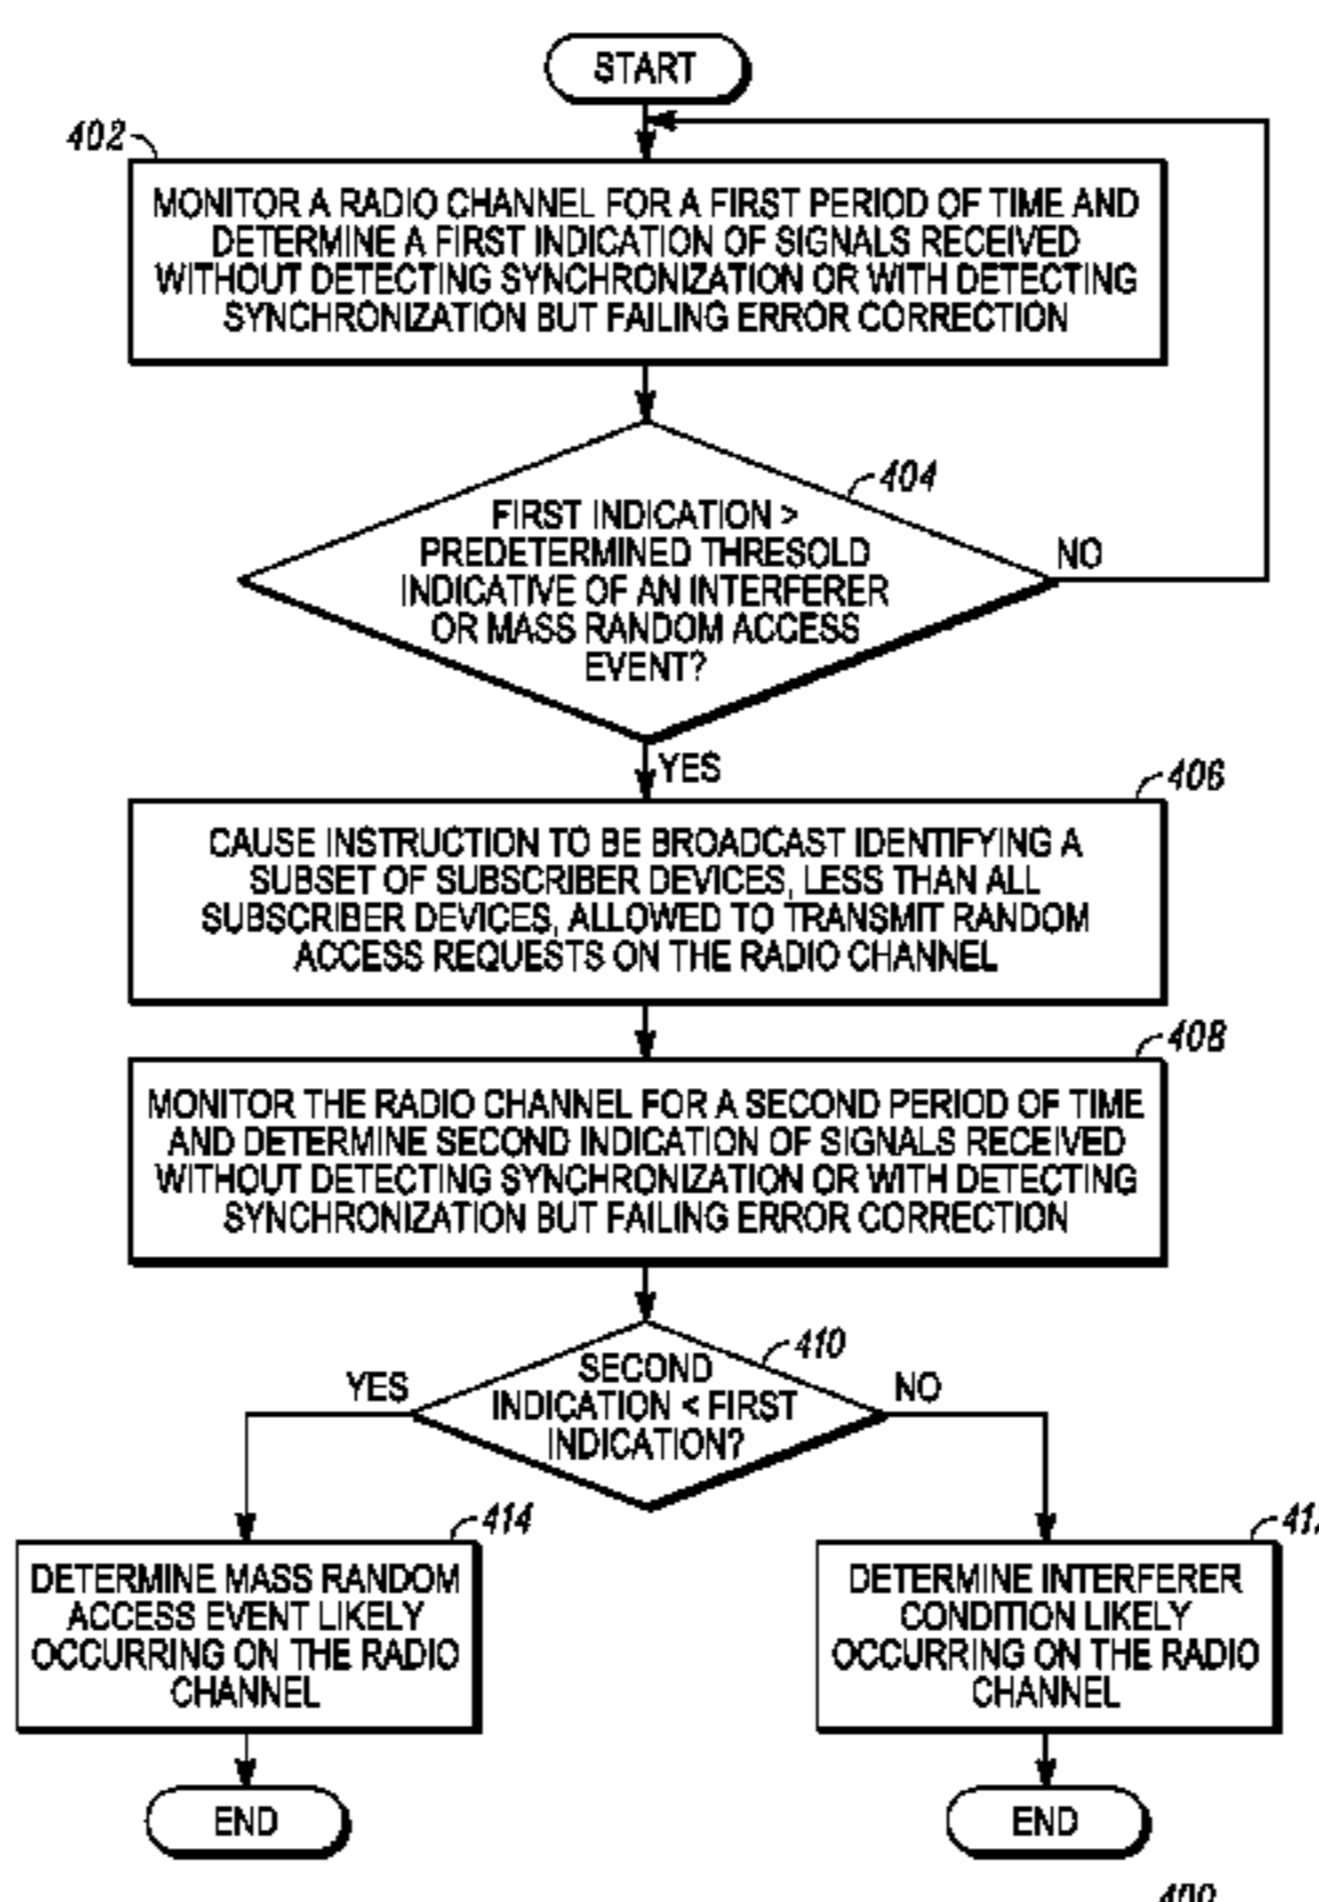 START
402
MONITOR A RADIO CHANNEL FOR A FIRST PERIOD OF TIME AND
DETERMINE A FIRST INDICATION OF SIGNALS RECEIVED
WITHOUT DETECTING SYNCHRONIZATION OR WITH DETECTING
SYNCHRONIZATION BUT FAILING ERROR CORRECTION
404
FIRST INDICATION >
PREDETERMINED THRESOLD
INDICATIVE OF AN INTERFERER
OR MASS RANDOM ACCESS
EVENT?
NO
YES
406
CAUSE INSTRUCTION TO BE BROADCAST IDENTIFYING A
SUBSET OF SUBSCRIBER DEVICES, LESS THAN ALL
SUBSCRIBER DEVICES, ALLOWED TO TRANSMIT RANDOM
ACCESS REQUESTS ON THE RADIO CHANNEL
408
MONITOR THE RADIO CHANNEL FOR A SECOND PERIOD OF TIME
AND DETERMINE SECOND INDICATION OF SIGNALS RECEIVED
WITHOUT DETECTING SYNCHRONIZATION OR WITH DETECTING
SYNCHRONIZATION BUT FAILING ERROR CORRECTION
410
SECOND
INDICATION < FIRST
INDICATION?
YES
NO
414
DETERMINE MASS RANDOM
ACCESS EVENT LIKELY
OCCURRING ON THE RADIO
CHANNEL
END
DETERMINE INTERFERER
CONDITION LIKELY
OCCURRING ON THE RADIO
CHANNEL
END